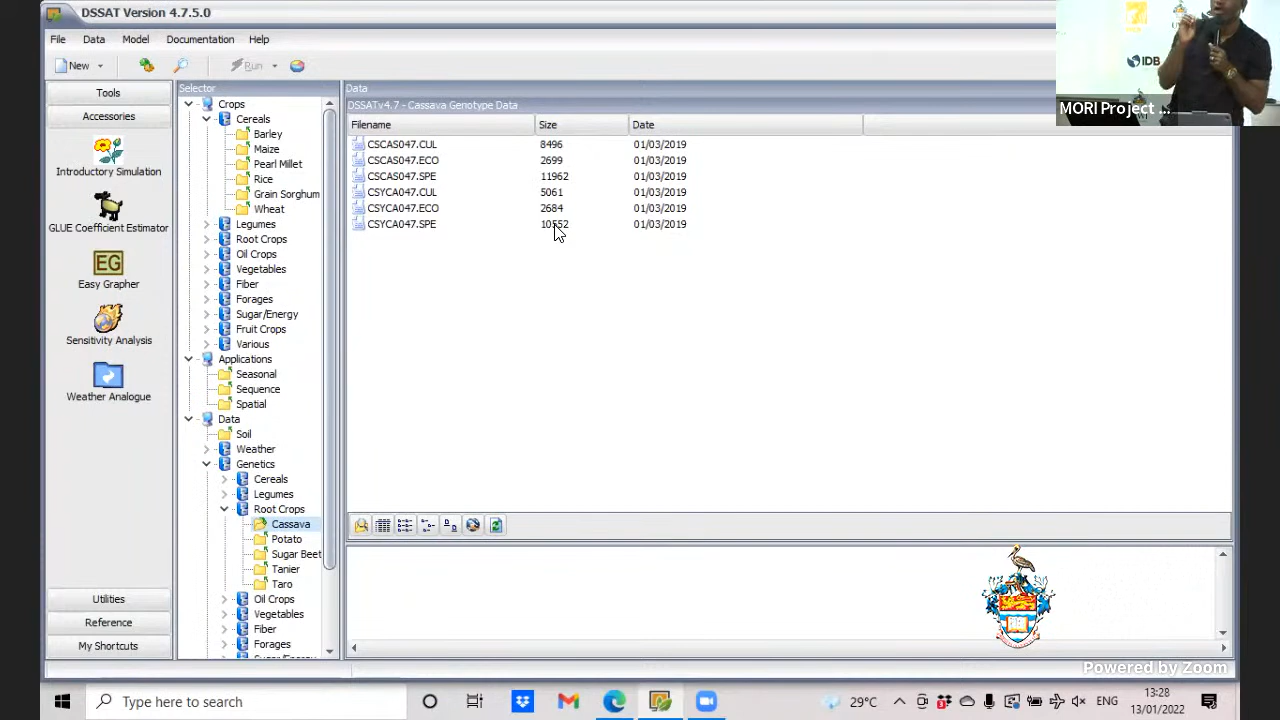 DSSAT Version 4.7.5.0
File Data Model Documentation Help
New Run
Tools
Accessories
Introductory Simulation
GLUE Coefficient Estimator
EG
Easy Grapher
Sensitivity Analysis
Weather Analogue
Utilities
Reference
My Shortcuts
Selector
Crops
Cereals
Barley
Maize
Pearl Millet
Rice
Grain Sorghum
Wheat
Legumes
Root Crops
Oil Crops
Vegetables
Fiber
Forages
Sugar/Energy
Fruit Crops
Various
Applications
Seasonal
Sequence
Spatial
Data
Soil
Weather
Genetics
Cereals
Legumes
Root Crops
Cassava
Potato
Sugar Beet
Tanier
Taro
Oil Crops
Vegetables
Fiber
Forages
Data
DSSATv4.7 - Cassava Genotype Data
Filename Size Date
CSCAS047.CUL 8496 01/03/2019
CSCAS047.ECO 2699 01/03/2019
CSCAS047.SPE 11962 01/03/2019
CSYCA047.CUL 5061 01/03/2019
CSYCA047.ECO 2684 01/03/2019
CSYCA047.SPE 01/03/2019
IDB
MORI Project ...
Powered by Zoom
Type here to search
29°C
ENG
13:28
13/01/2022